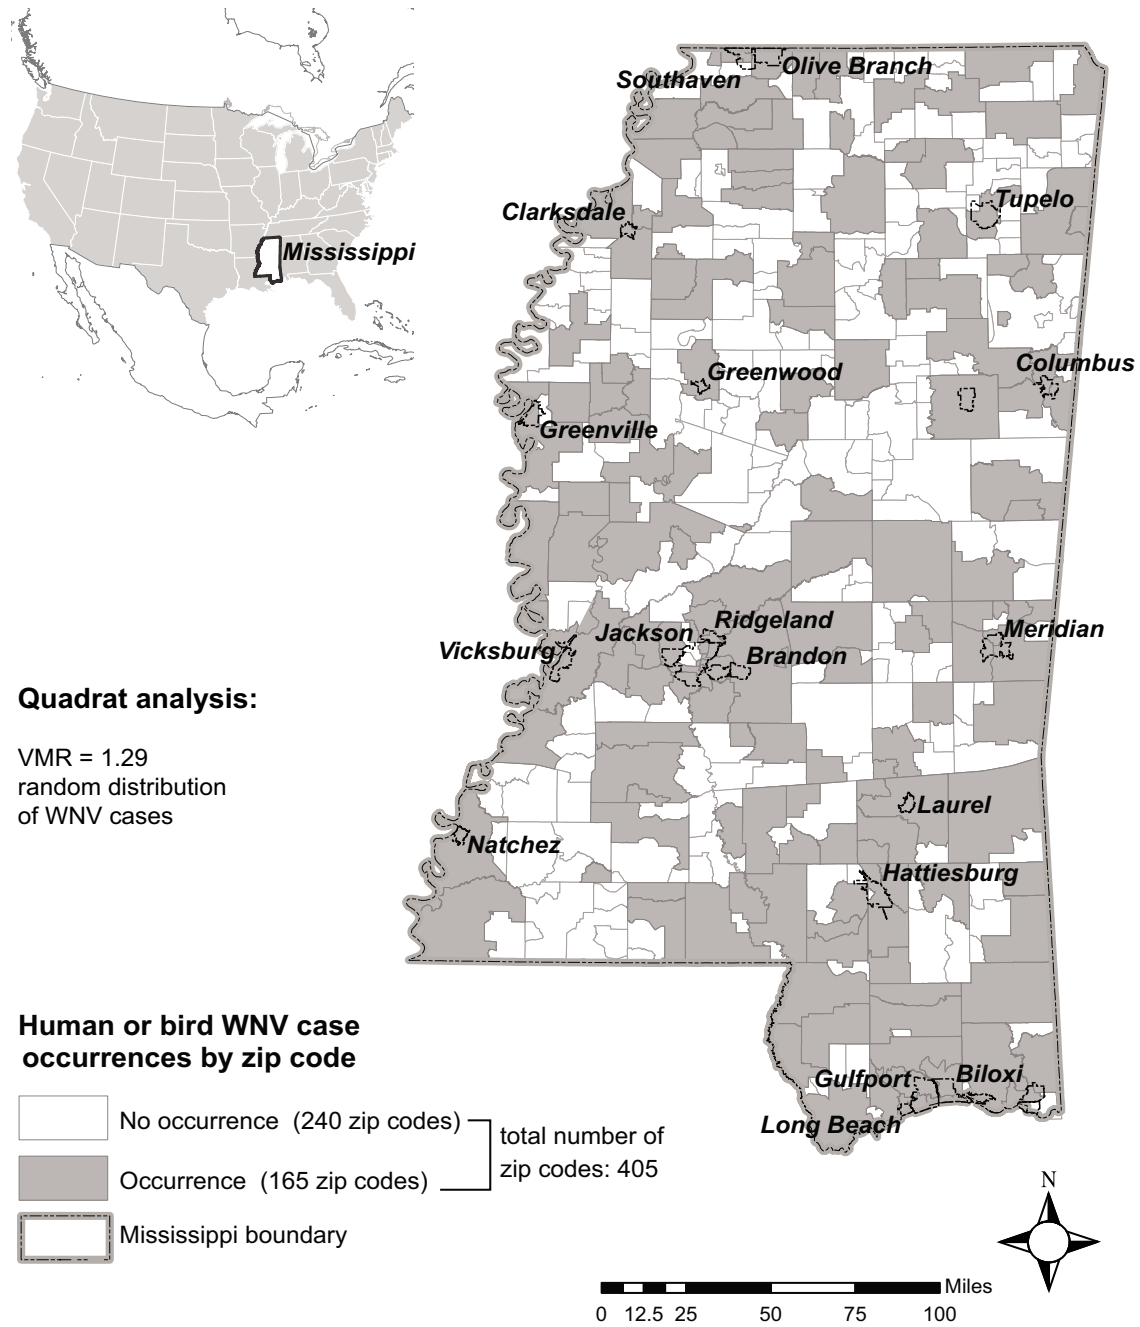 Southaven
Olive Branch
Clarksdale
Tupelo
Mississippi
Greenwood
Columbus
Greenville
Vicksburg
Jackson
Ridgeland
Brandon
Meridian
Quadrat analysis:
VMR = 1.29
random distribution
of WNV cases
Laurel
Natchez
Hattiesburg
Human or bird WNV case
occurrences by zip code
Gulfport
Biloxi
Long Beach
No occurrence (240 zip codes)
total number of
zip codes: 405
Occurrence (165 zip codes)
Mississippi boundary
N
Miles
0 12.5 25 50 75 100